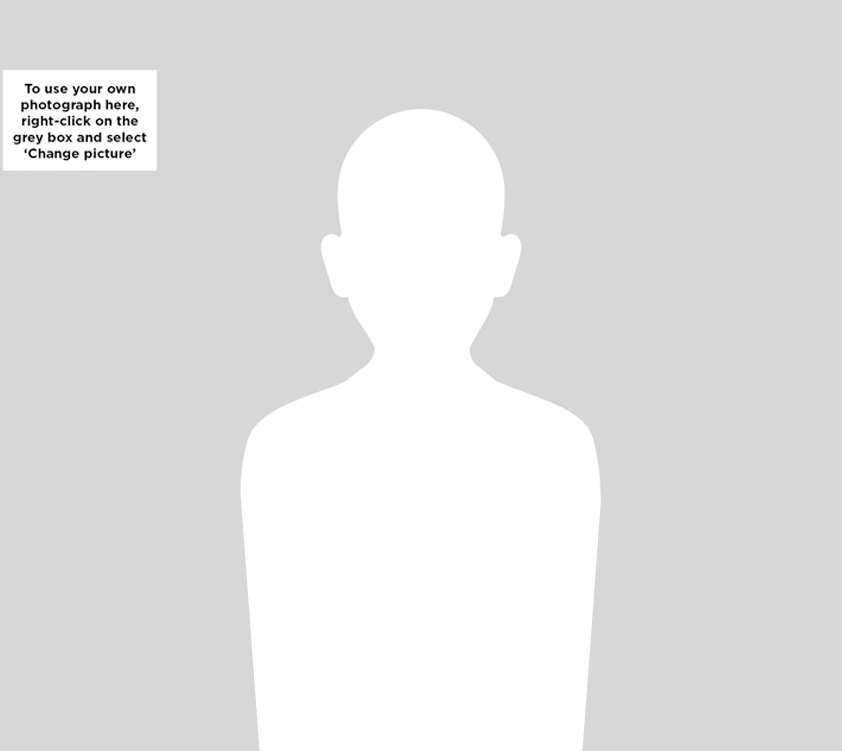 To use your own
photograph here,
right-click on the
grey box and select
‘Change picture’